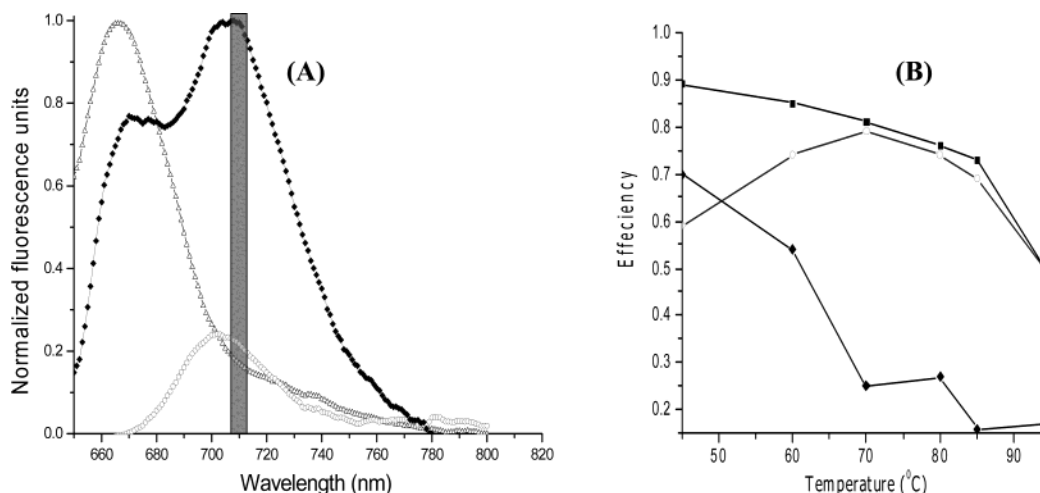 (A)
Normalized fluorescence units
1.0
0.8
0.6
0.4
0.2
0.0
660 680 700 720 740 760 780 800 820
Wavelength (nm)
(B)
Effeciency
1.0
0.9
0.8
0.7
0.6
0.5
0.4
0.3
0.2
50 60 70 80 90
Temperature (⁰C)